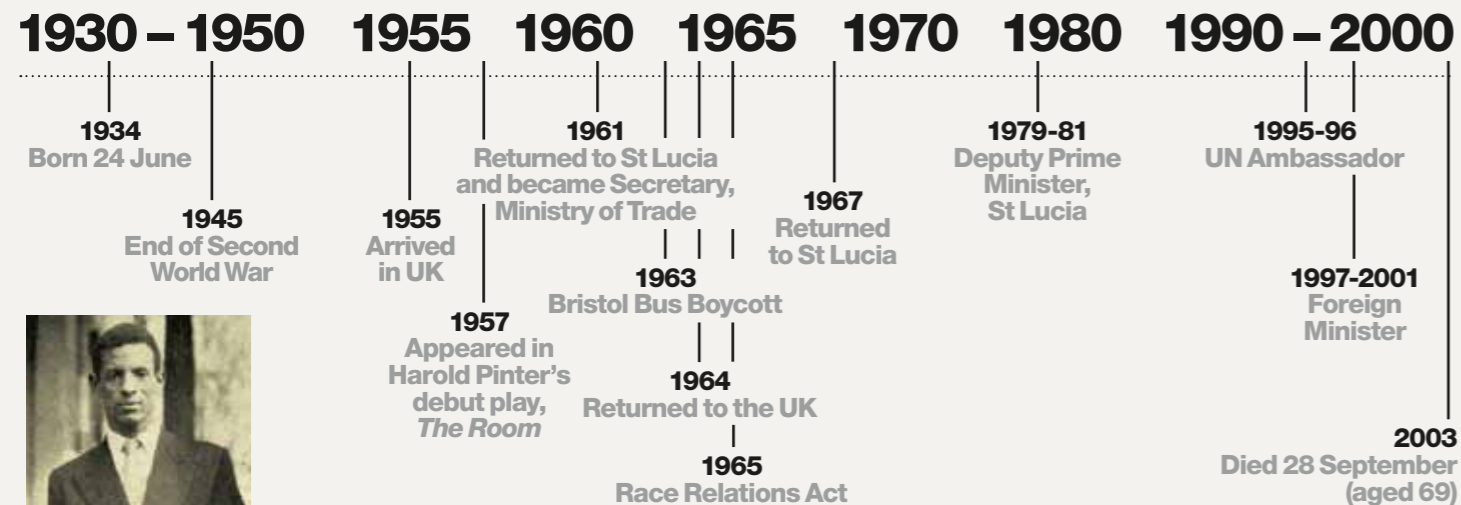 1930 – 1950 1955 1960 1965 1970 1980 1990 – 2000
1934
Born 24 June
1945
End of Second
World War
1955
Arrived
in UK
1957
Appeared in
Harold Pinter’s
debut play,
The Room
1961
Returned to St Lucia
and became Secretary,
Ministry of Trade
1963
Bristol Bus Boycott
1964
Returned to the UK
1965
Race Relations Act
1967
Returned
to St Lucia
1979-81
Deputy Prime
Minister,
St Lucia
1995-96
UN Ambassador
1997-2001
Foreign
Minister
2003
Died 28 September
(aged 69)